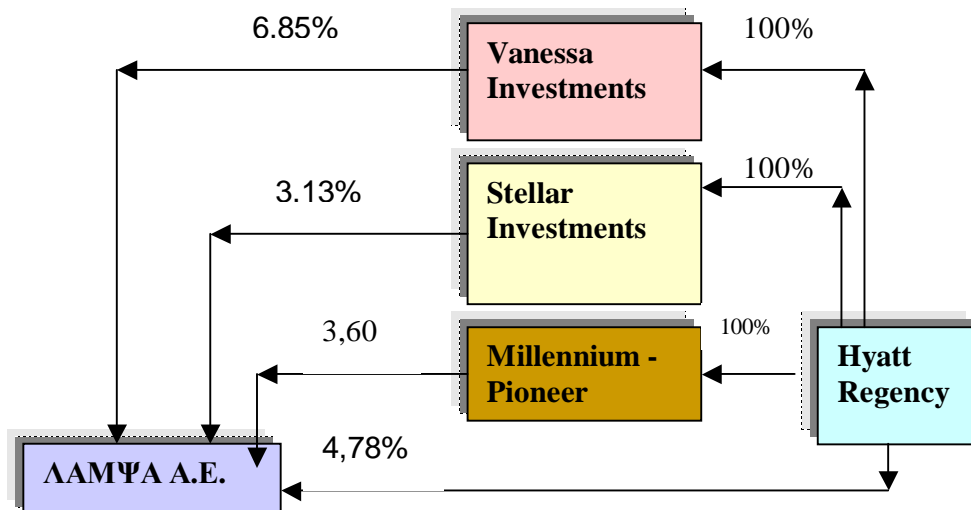 6.85%
Vanessa
Investments
100%
3.13%
Stellar
Investments
100%
3,60
Millennium -
Pioneer
100%
Hyatt
Regency
ΛΑΜΨΑ Α.Ε.
4,78%